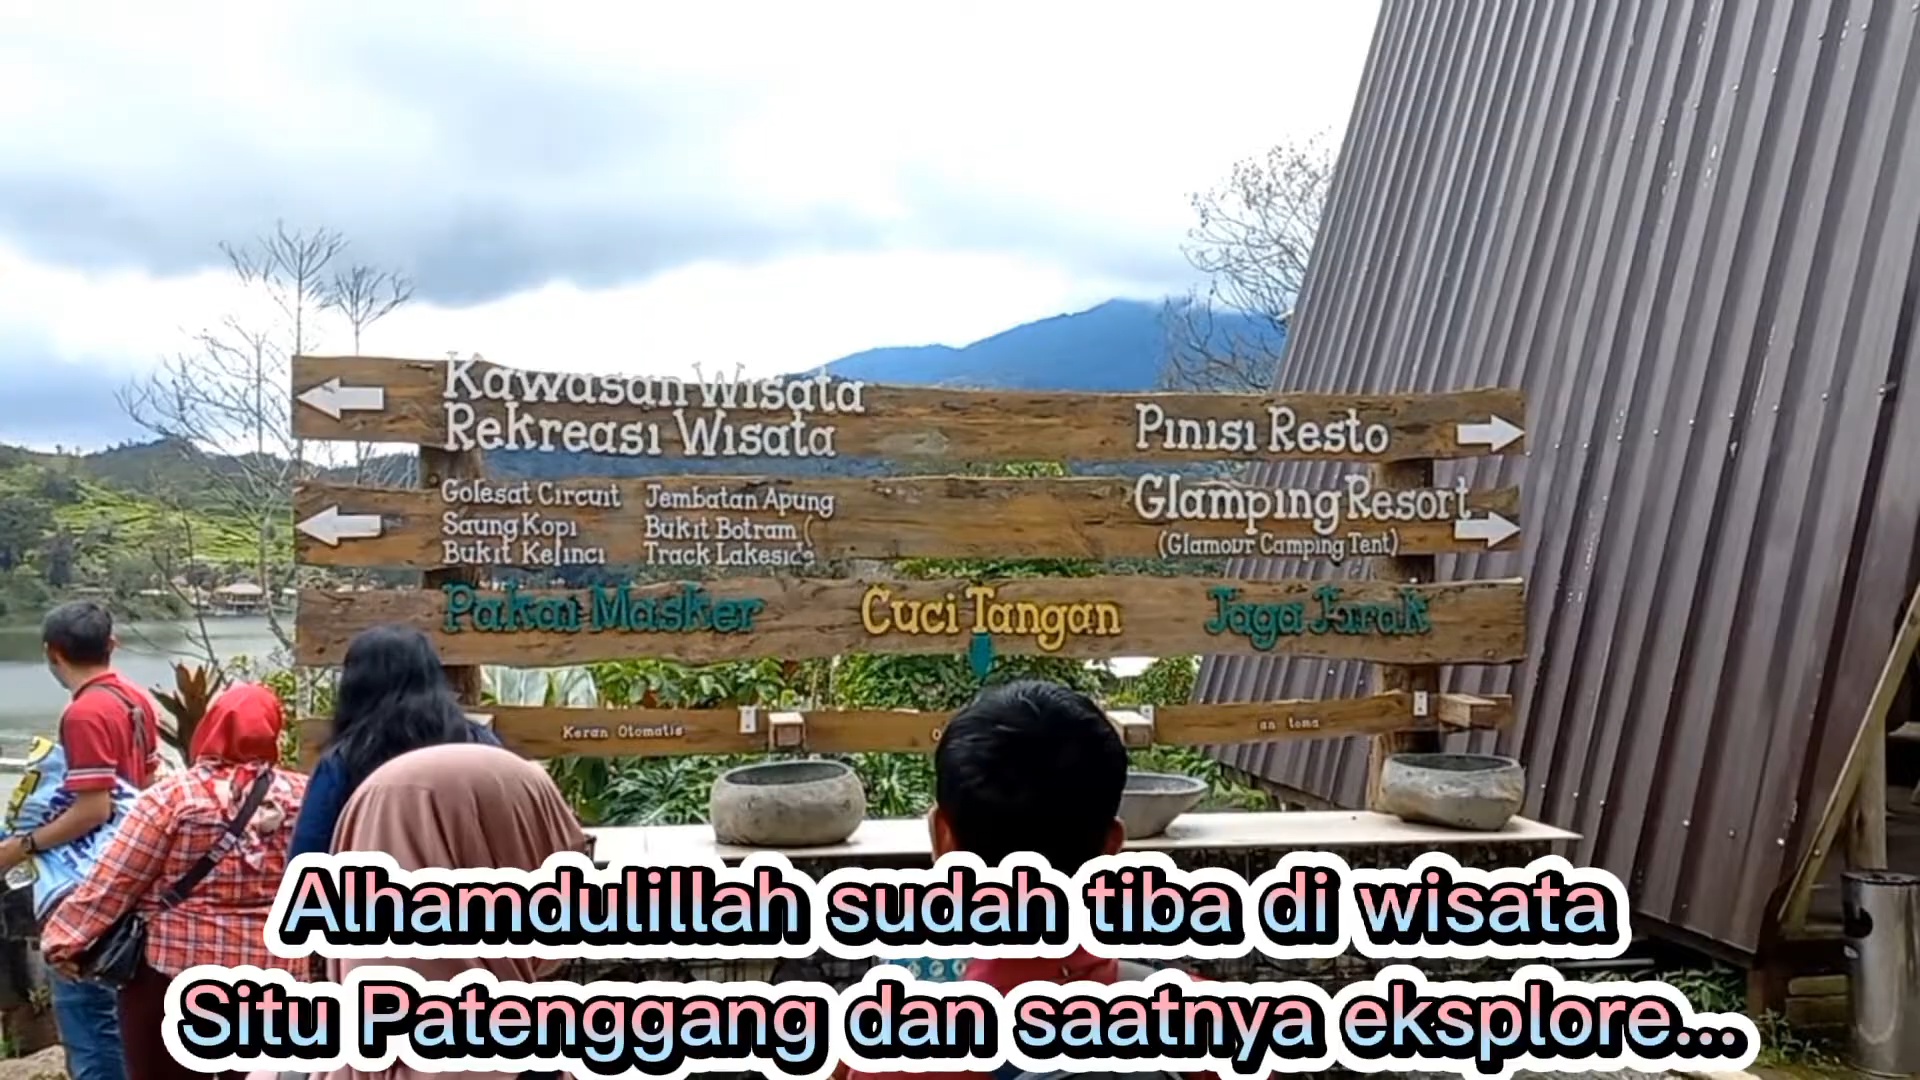 Kawasan Wisata
Rekreasi Wisata
Pinisi Resto
Golesat Circuit Jembatan Apung
Saung Kopi Bukit Botram
Bukit Kelinci Track Lakeside
Glamping Resort
(Glamour Camping Tent)
Pakai Masker Cuci Tangan Jaga Jarak
Keran Otomatis
Alhamdulillah sudah tiba di wisata
Situ Patenggang dan saatnya eksplore...